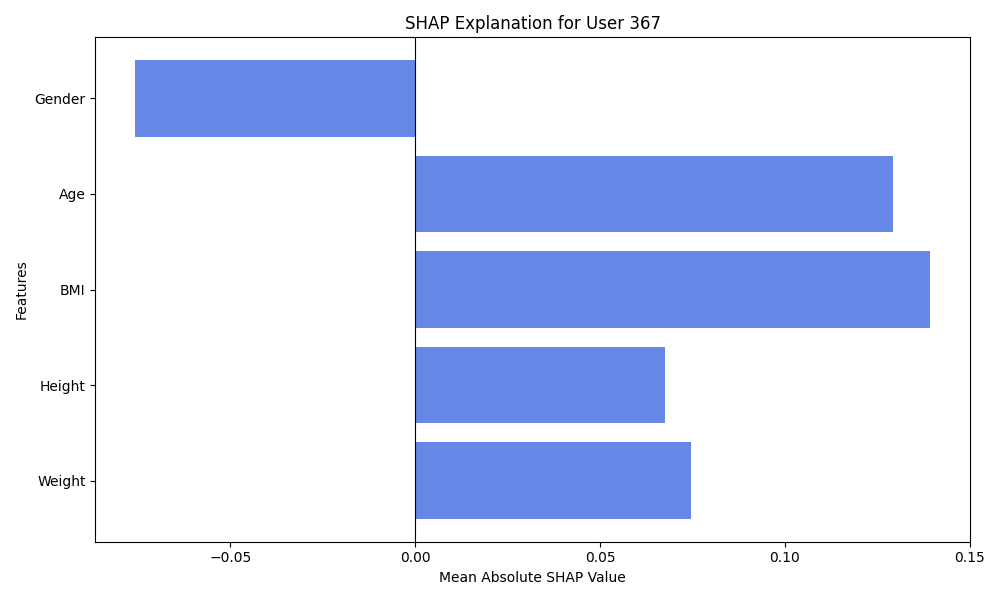 SHAP Explanation for User 367
Gender
Age
BMI
Height
Weight
Features
−0.05
0.00
0.05
0.10
0.15
Mean Absolute SHAP Value